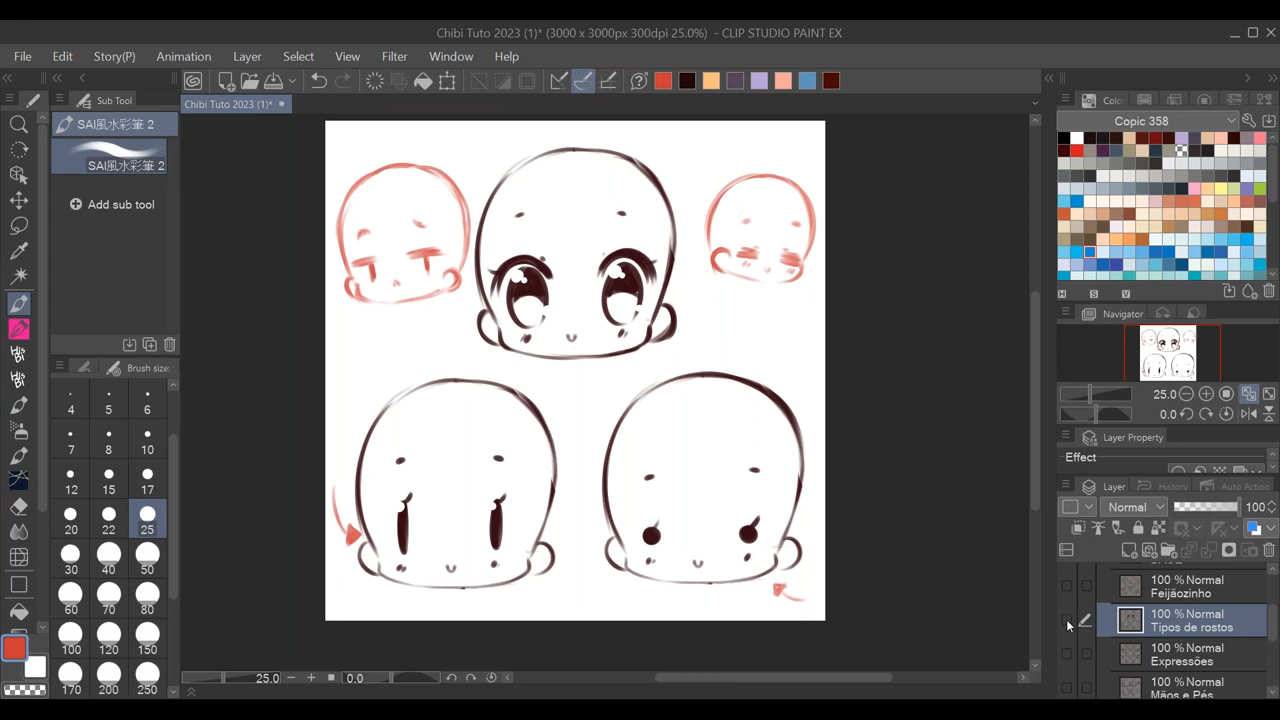 Chibi Tuto 2023 (1)* (3000 x 3000px 300dpi 25.0%) - CLIP STUDIO PAINT EX
File Edit Story(P) Animation Layer Select View Filter Window Help
Sub Tool
Chibi Tuto 2023 (1)*
SAI風水彩筆 2
SAI風水彩筆 2
Add sub tool
Copic 358
H S V
Navigator
25.0
0.0
Brush size
4 5 6
7 8 10
12 15 17
20 22 25
30 40 50
60 70 80
100 120 150
170 200 250
Layer Property
Effect
Layer History Auto Action
Normal 100
100 % Normal
Feijãozinho
100 % Normal
Tipos de rostos
100 % Normal
Expressões
100 % Normal
Mãos e Pés
25.0 0.0